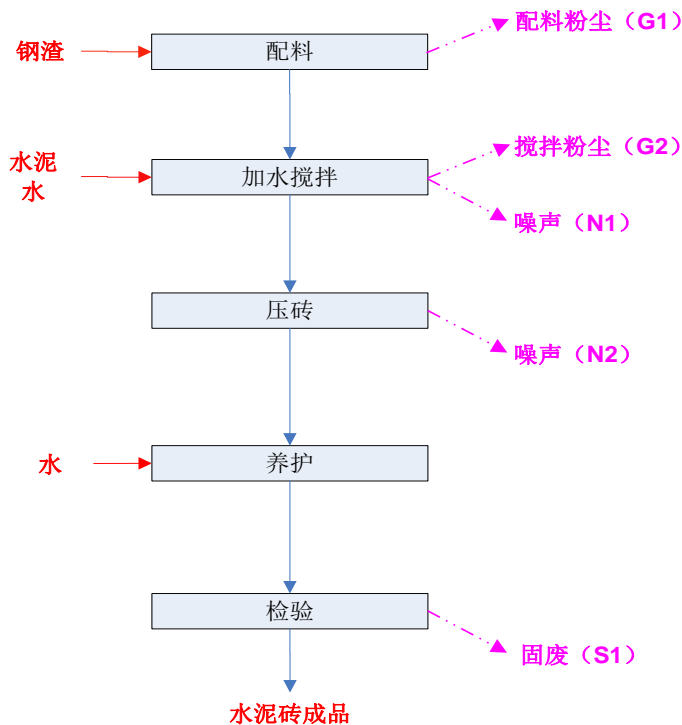 配料粉尘（G1）
钢渣
配料
搅拌粉尘（G2）
水泥
水
加水搅拌
噪声（N1）
压砖
噪声（N2）
水
养护
检验
固废（S1）
水泥砖成品